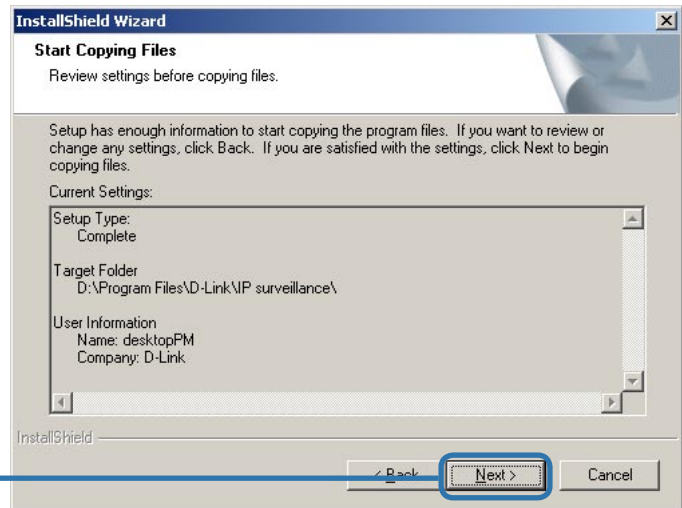 InstallShield Wizard
Start Copying Files
Review settings before copying files.
Setup has enough information to start copying the program files. If you want to review or
change any settings, click Back. If you are satisfied with the settings, click Next to begin
copying files.
Current Settings:
Setup Type:
Complete
Target Folder
D:\Program Files\D-Link\IP surveillance\
User Information
Name: desktopPM
Company: D-Link
InstallShield
< Back Next > Cancel